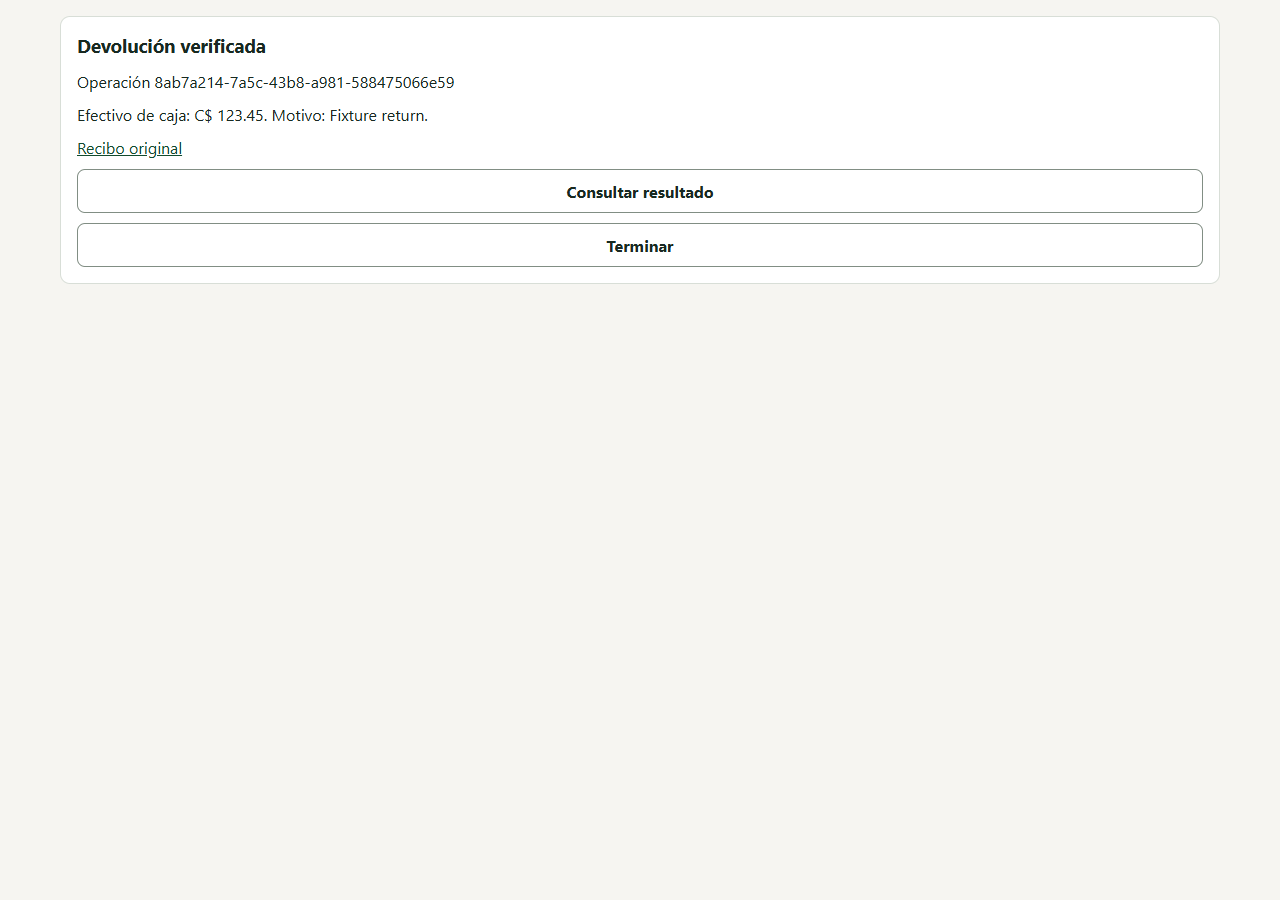 Devolución verificada
Operación 8ab7a214-7a5c-43b8-a981-588475066e59
Efectivo de caja: C$ 123.45. Motivo: Fixture return.
Recibo original
Consultar resultado
Terminar